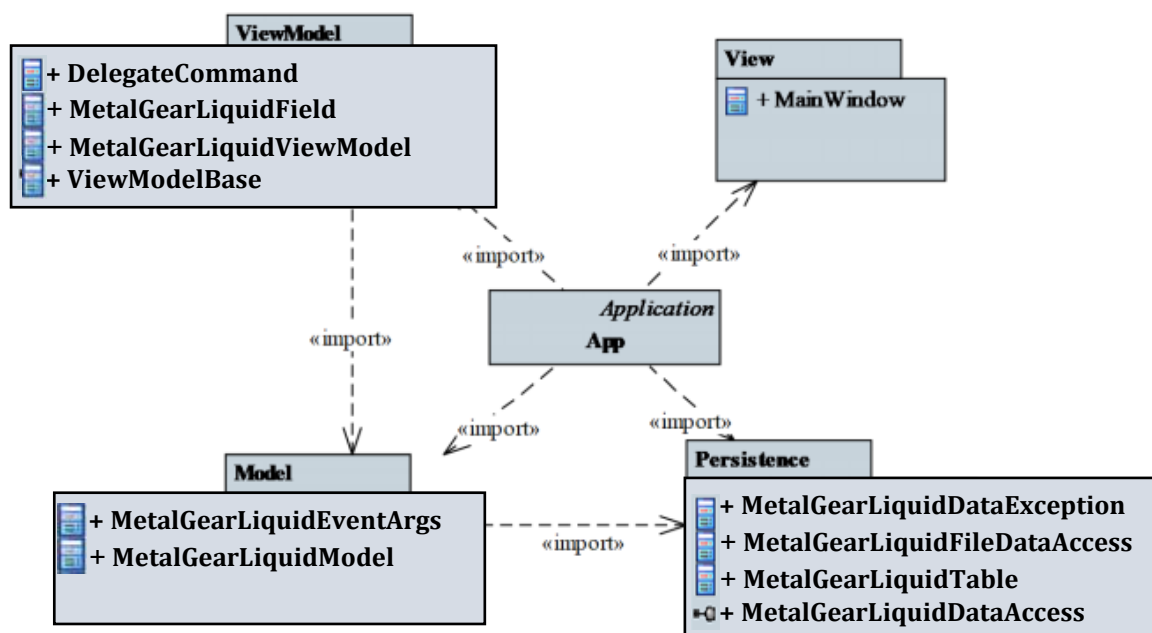 ViewModel
+ DelegateCommand
+ MetalGearLiquidField
+ MetalGearLiquidViewModel
+ ViewModelBase
View
+ MainWindow
«import»
«import»
Application
App
«import»
«import»
«import»
Model
+ MetalGearLiquidEventArgs
+ MetalGearLiquidModel
«import»
Persistence
+ MetalGearLiquidDataException
+ MetalGearLiquidFileDataAccess
+ MetalGearLiquidTable
+ MetalGearLiquidDataAccess